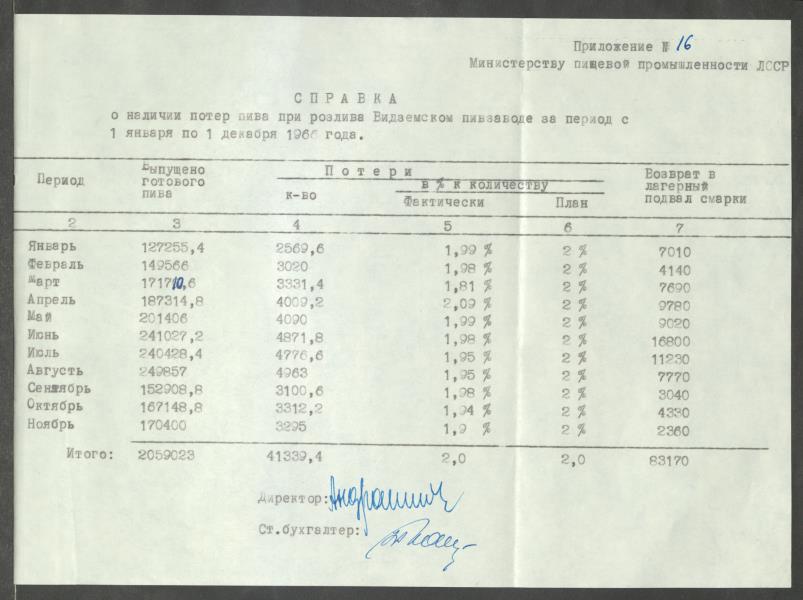 Приложение № 16
Министерству пищевой промышленности ЛССР
СПРАВКА
о наличии потер пива при розлива Видземском пивзаводе за период с
1 января по 1 декабря 1966 года.
Период Выпущено готового пива Потери Возврат в лагерный подвал смарки
к-во в % к количеству
Фактически План
2 3 4 5 6 7
Январь 127255,4 2569,6 1,99 % 2 % 7010
Февраль 149566 3020 1,98 % 2 % 4140
Март 171710,6 3331,4 1,81 % 2 % 7690
Апрель 187314,8 4009,2 2,09 % 2 % 9780
Май 201406 4090 1,99 % 2 % 9020
Июнь 241027,2 4871,8 1,98 % 2 % 16800
Июль 240428,4 4776,6 1,95 % 2 % 11230
Августь 249857 4963 1,95 % 2 % 7770
Сентябрь 152908,8 3100,6 1,98 % 2 % 3040
Октябрь 167148,8 3312,2 1,94 % 2 % 4330
Ноябрь 170400 3295 1,9 % 2 % 2360
Итого: 2059023 41339,4 2,0 2,0 83170
Директор:
Ст.бухгалтер: